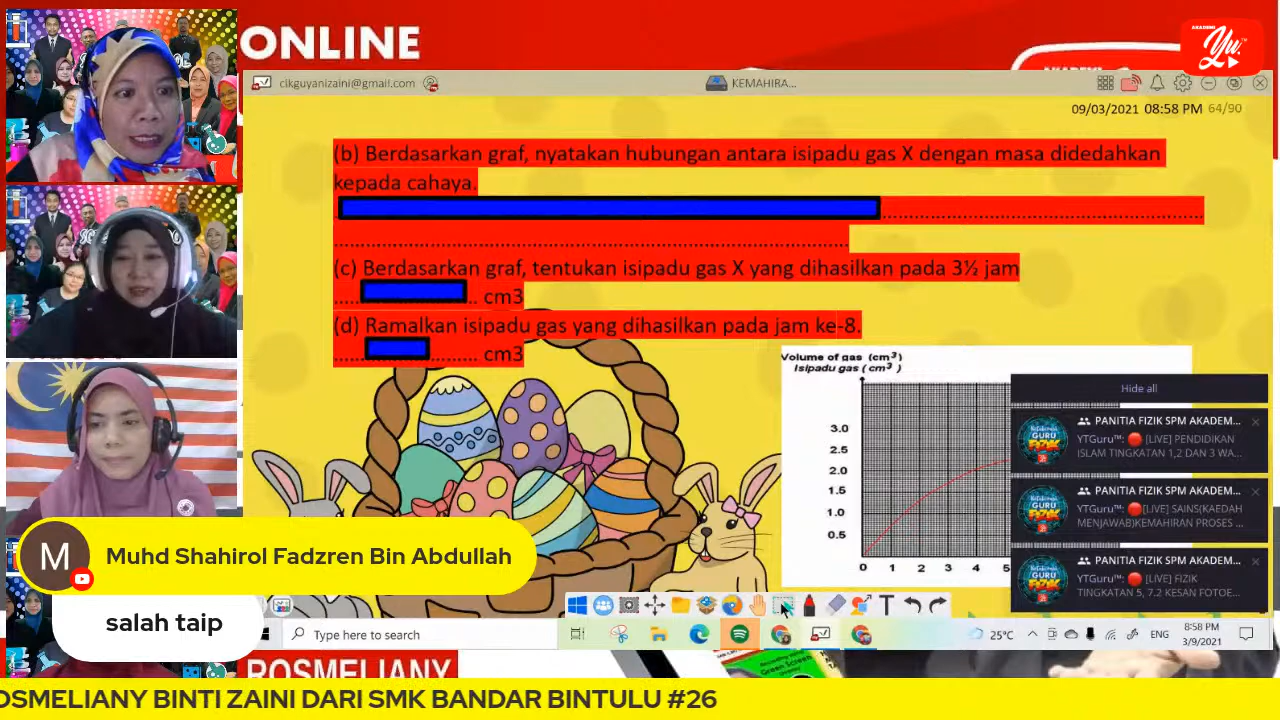 ONLINE
AKADEMI
YouTM
cikguyanizaini@gmail.com
KEMAHIRA...
09/03/2021 08:58 PM 64/90
(b) Berdasarkan graf, nyatakan hubungan antara isipadu gas X dengan masa didedahkan
kepada cahaya.
(c) Berdasarkan graf, tentukan isipadu gas X yang dihasilkan pada 3½ jam
cm3
(d) Ramalkan isipadu gas yang dihasilkan pada jam ke-8.
cm3
Volume of gas (cm³)
Isipadu gas (cm³)
3.0
2.5
2.0
1.5
1.0
0.5
0 1 2 3 4 5
Hide all
PANITIA FIZIK SPM AKADEM...
YTGuru™: [LIVE] PENDIDIKAN
ISLAM TINGKATAN 1,2 DAN 3 WA...
PANITIA FIZIK SPM AKADEM...
YTGuru™: [LIVE] SAINS(KAEDAH
MENJAWAB)KEMAHIRAN PROSES ...
PANITIA FIZIK SPM AKADEM...
YTGuru™: [LIVE] FIZIK
TINGKATAN 5, 7.2 KESAN FOTOE...
M
Muhd Shahirol Fadzren Bin Abdullah
salah taip
Type here to search
25°C
ENG
8:58 PM
3/9/2021
ROSMELIANY
OSMELIANY BINTI ZAINI DARI SMK BANDAR BINTULU #26